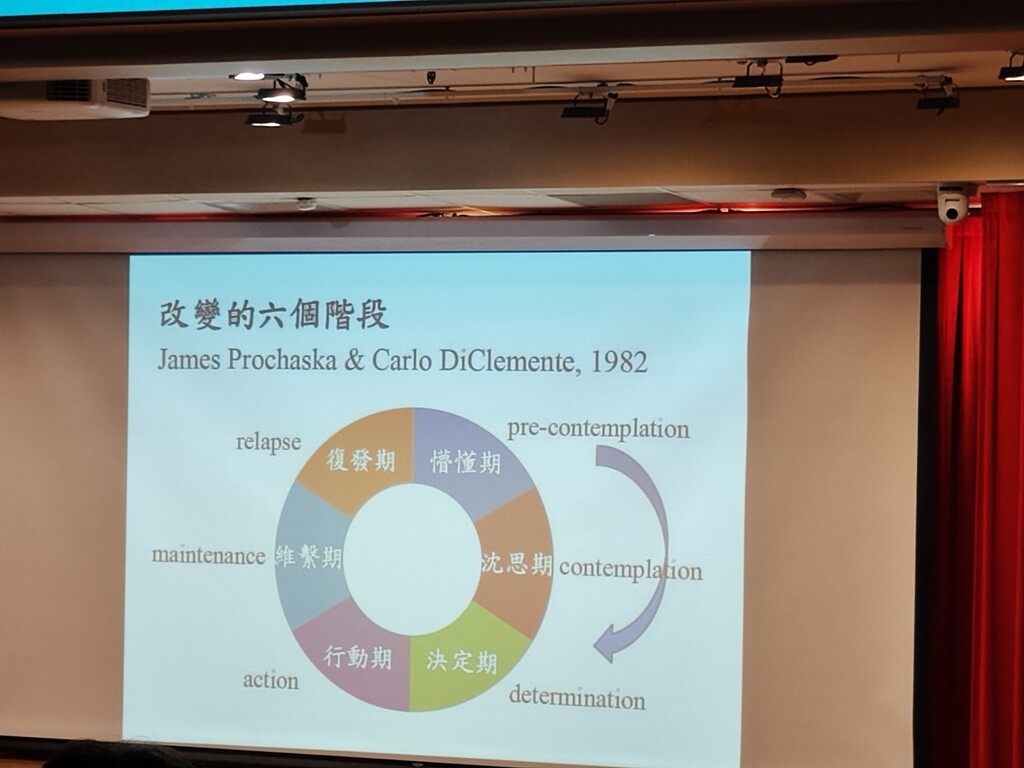 改變的六個階段
James Prochaska & Carlo DiClemente, 1982
relapse
復發期
懵懂期
pre-contemplation
maintenance
維繫期
沈思期
contemplation
action
行動期
決定期
determination